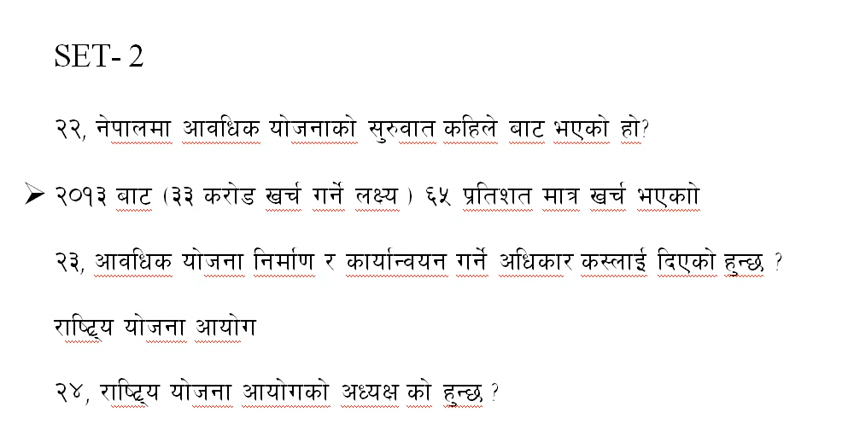 SET- 2
२२, नेपालमा आवधिक योजनाको सुरुवात कहिले बाट भएको हो?
➢ २०१३ बाट (३३ करोड खर्च गर्ने लक्ष्य ) ६५ प्रतिशत मात्र खर्च भएकाो
२३, आवधिक योजना निर्माण र कार्यान्वयन गर्ने अधिकार कस्लाई दिएको हुन्छ ?
राष्ट्यि योजना आयोग
२४, राष्ट्यि योजना आयोगको अध्यक्ष को हुन्छ ?